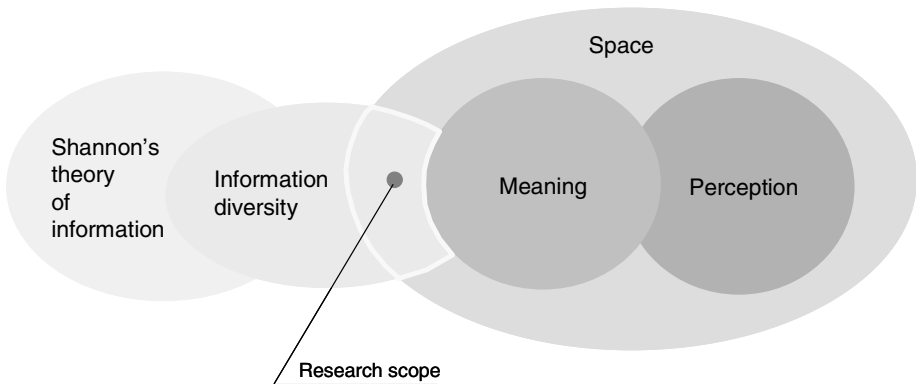 Space
Shannon’s
theory
of
information
Information
diversity
Meaning
Perception
Research scope